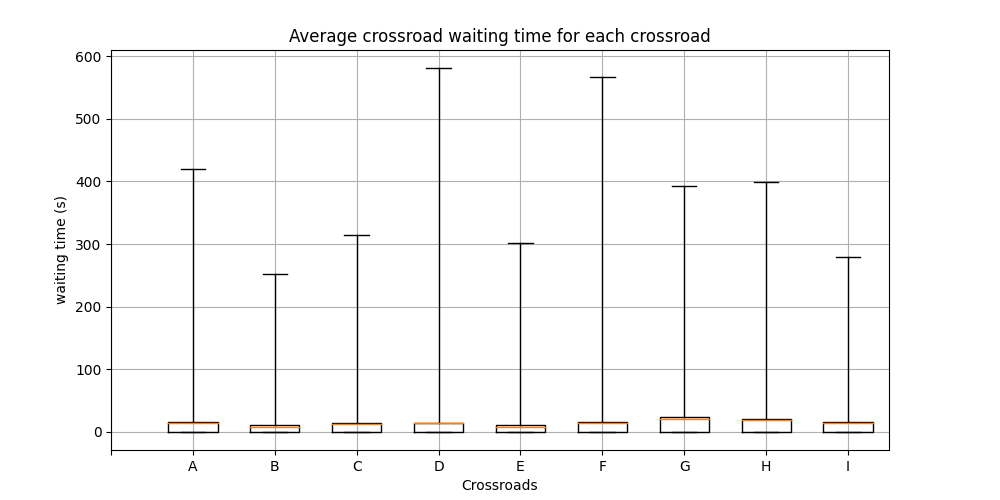 Average crossroad waiting time for each crossroad
600
500
400
300
200
100
0
waiting time (s)
A B C D E F G H I
Crossroads